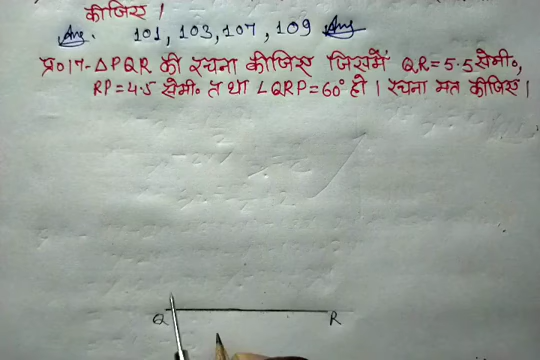 कीजिए ।
Ans. 101, 103, 107, 109 Ans
प्र०17- ΔPQR की रचना कीजिए जिसमें QR = 5.5 सेमी०,
RP = 4.5 सेमी० तथा ∠QRP = 60° हो । रचना मत कीजिए ।
Q R